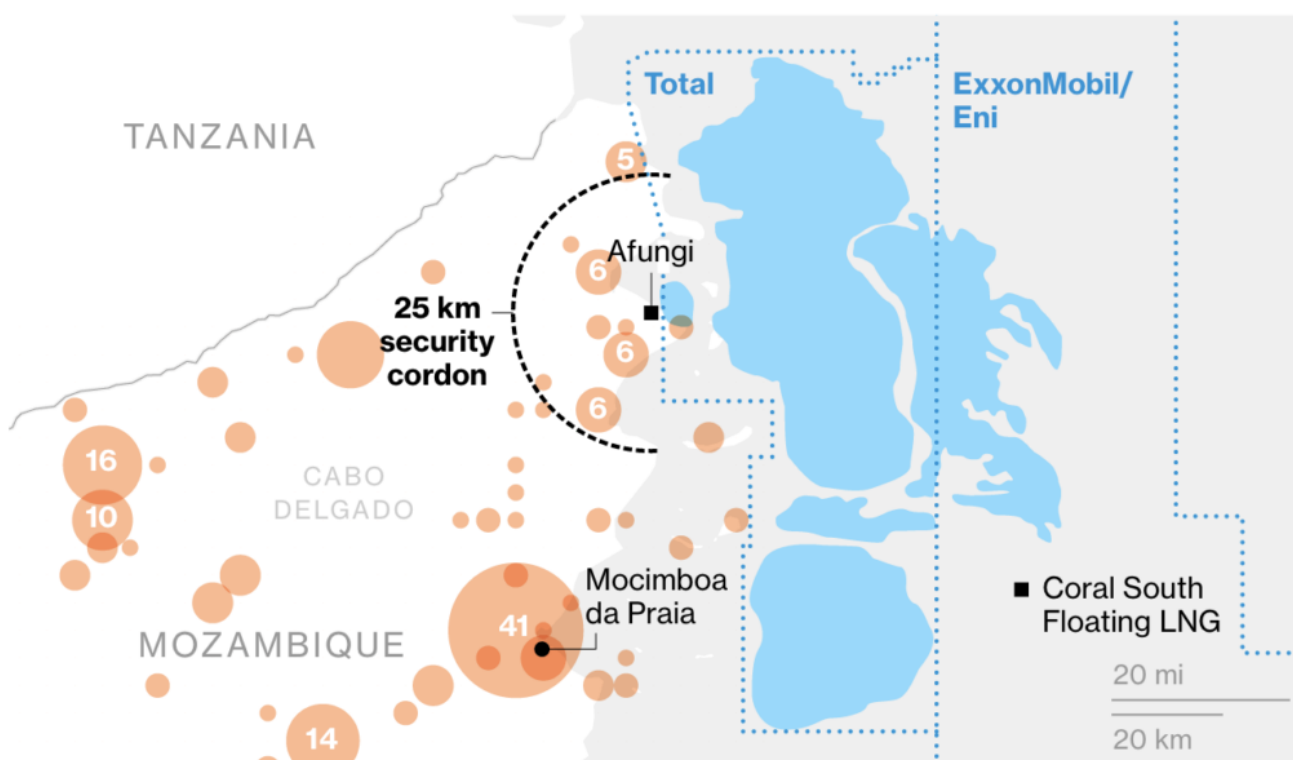 TANZANIA
Total
ExxonMobil/
Eni
5
Afungi
6
25 km
security
cordon
6
6
16
CABO
DELGADO
10
Mocimboa
da Praia
41
Coral South
Floating LNG
MOZAMBIQUE
20 mi
14
20 km